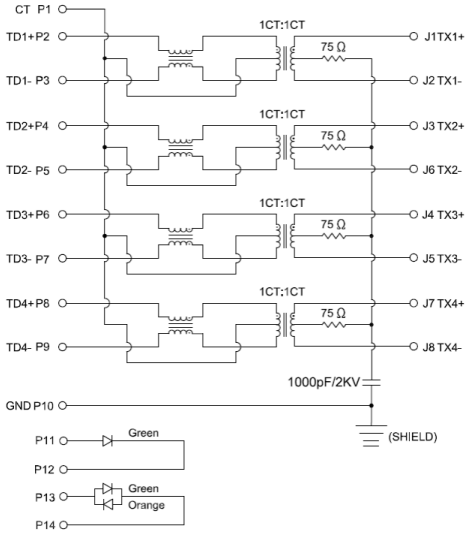 CT P1
1CT:1CT
TD1+P2
75 Ω
J1TX1+
TD1- P3
J2 TX1-
1CT:1CT
TD2+P4
75 Ω
J3 TX2+
TD2- P5
J6 TX2-
1CT:1CT
TD3+P6
75 Ω
J4 TX3+
TD3- P7
J5 TX3-
1CT:1CT
TD4+P8
75 Ω
J7 TX4+
TD4- P9
J8 TX4-
1000pF/2KV
GND P10
(SHIELD)
P11
Green
P12
P13
Green
Orange
P14